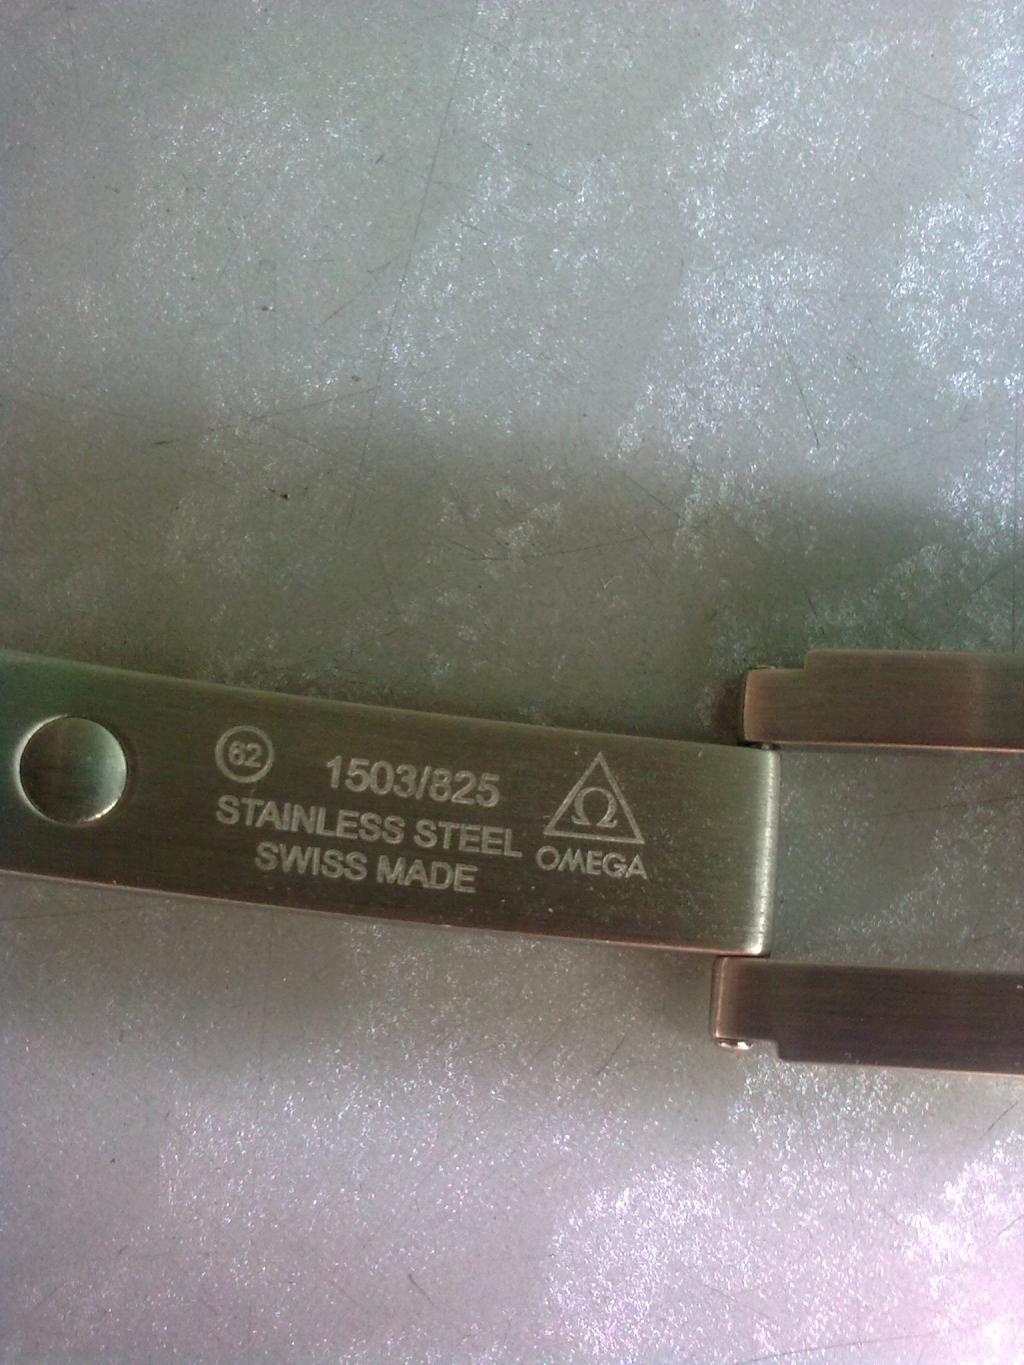 62
1503/825
STAINLESS STEEL
SWISS MADE
Ω
OMEGA